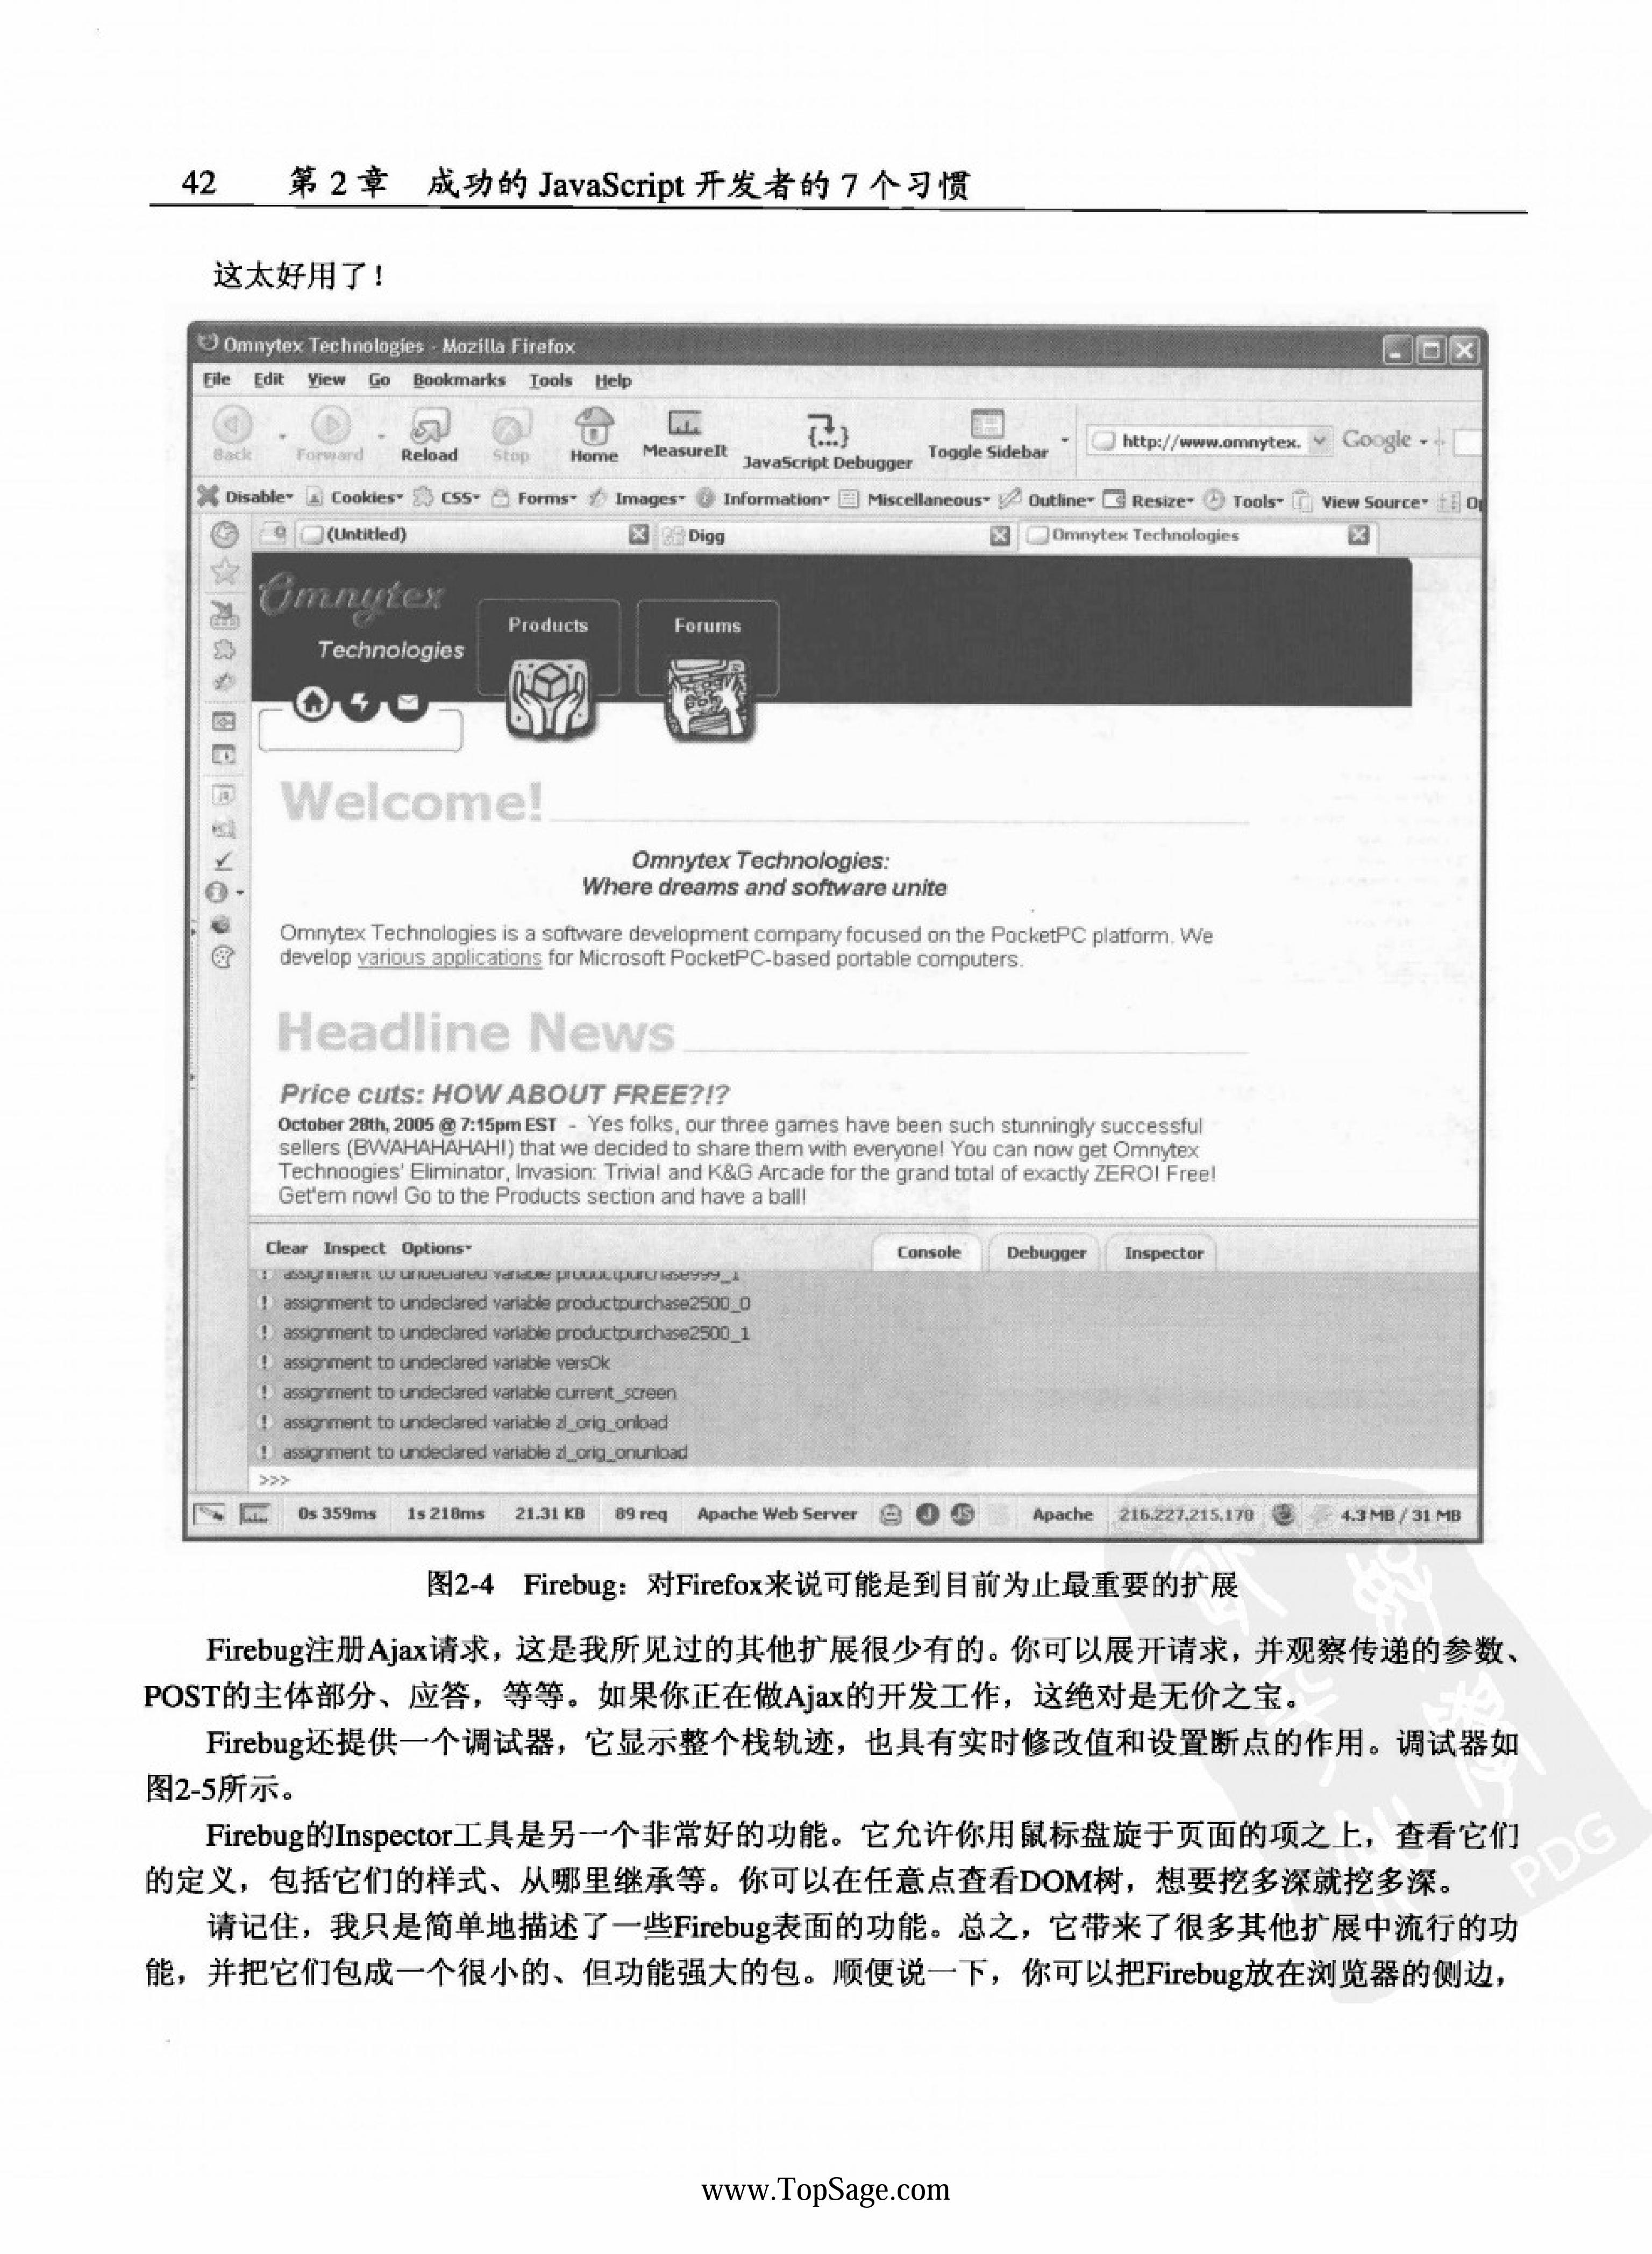 42 第 2 章 成功的 JavaScript 开发者的 7 个习惯
这太好用了！
Omnytex Technologies - Mozilla Firefox
File Edit View Go Bookmarks Tools Help
Back Forward Reload Stop Home MeasureIt JavaScript Debugger Toggle Sidebar http://www.omnytex. Google
Disable Cookies CSS Forms Images Information Miscellaneous Outline Resize Tools View Source
(Untitled) Digg Omnytex Technologies
Omnytex
Technologies
Products Forums
Welcome!
Omnytex Technologies:
Where dreams and software unite
Omnytex Technologies is a software development company focused on the PocketPC platform. We
develop various applications for Microsoft PocketPC-based portable computers.
Headline News
Price cuts: HOW ABOUT FREE?!?
October 28th, 2005 @ 7:15pm EST - Yes folks, our three games have been such stunningly successful
sellers (BWAHAHAHAH!) that we decided to share them with everyone! You can now get Omnytex
Technoogies' Eliminator, Invasion: Trivia! and K&G Arcade for the grand total of exactly ZERO! Free!
Get'em now! Go to the Products section and have a ball!
Clear Inspect Options Console Debugger Inspector
! assignment to undeclared variable productpurchase999_1
! assignment to undeclared variable productpurchase2500_0
! assignment to undeclared variable productpurchase2500_1
! assignment to undeclared variable versOk
! assignment to undeclared variable current_screen
! assignment to undeclared variable zl_orig_onload
! assignment to undeclared variable zl_orig_onunload
>>>
0s 359ms 1s 218ms 21.31 KB 89 req Apache Web Server Apache 216.227.215.170 4.3 MB / 31 MB
图2-4 Firebug：对Firefox来说可能是到目前为止最重要的扩展
Firebug注册Ajax请求，这是我所见过的其他扩展很少有的。你可以展开请求，并观察传递的参数、
POST的主体部分、应答，等等。如果你正在做Ajax的开发工作，这绝对是无价之宝。
Firebug还提供一个调试器，它显示整个栈轨迹，也具有实时修改值和设置断点的作用。调试器如
图2-5所示。
Firebug的Inspector工具是另一个非常好的功能。它允许你用鼠标盘旋于页面的项之上，查看它们
的定义，包括它们的样式、从哪里继承等。你可以在任意点查看DOM树，想要挖多深就挖多深。
请记住，我只是简单地描述了一些Firebug表面的功能。总之，它带来了很多其他扩展中流行的功
能，并把它们包成一个很小的、但功能强大的包。顺便说一下，你可以把Firebug放在浏览器的侧边，
PDG
www.TopSage.com